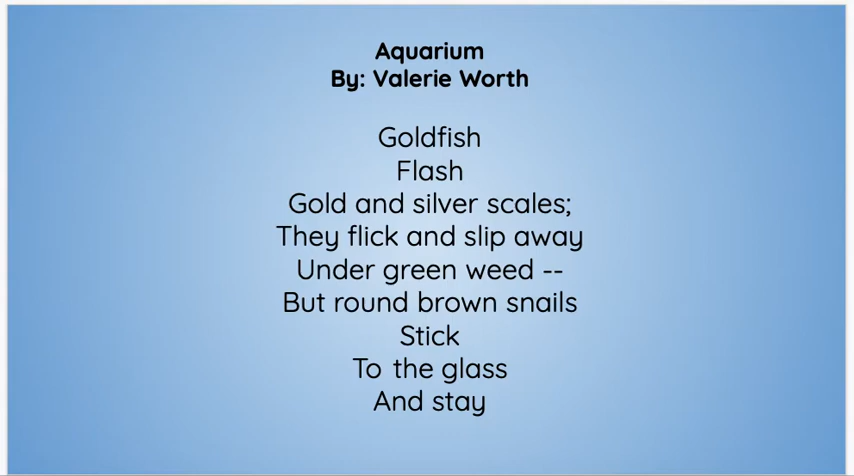 Aquarium
By: Valerie Worth
Goldfish
Flash
Gold and silver scales;
They flick and slip away
Under green weed --
But round brown snails
Stick
To the glass
And stay